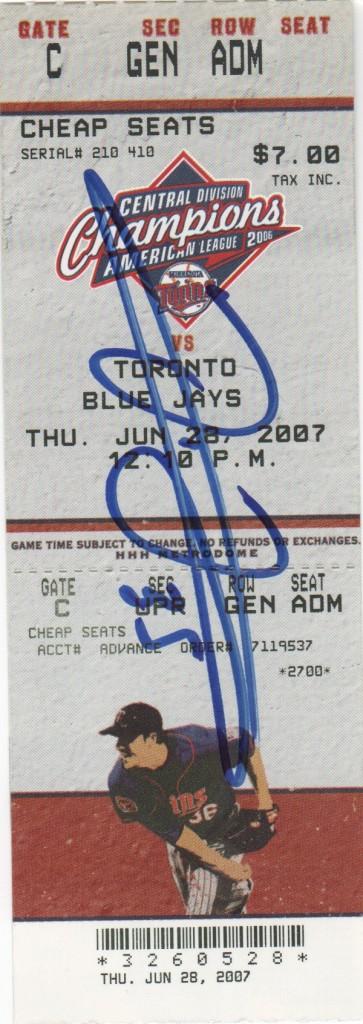 GATE SEC ROW SEAT
C GEN ADM
CHEAP SEATS
SERIAL# 210 410
$7.00
TAX INC.
CENTRAL DIVISION
Champions
AMERICAN LEAGUE 2006
MINNESOTA
Twins
VS
TORONTO
BLUE JAYS
THU. JUN 28, 2007
12.10 P.M.
GAME TIME SUBJECT TO CHANGE. NO REFUNDS OR EXCHANGES.
HHH METRODOME
GATE SEC ROW SEAT
C UPR GEN ADM
CHEAP SEATS
ACCT# ADVANCE ORDER# 7119537
*2700*
ins
36
*3260528*
THU. JUN 28, 2007